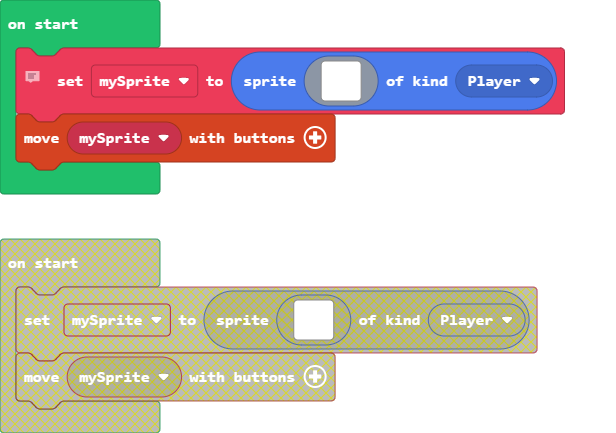 on start
set mySprite to sprite of kind Player
move mySprite with buttons
on start
set mySprite to sprite of kind Player
move mySprite with buttons